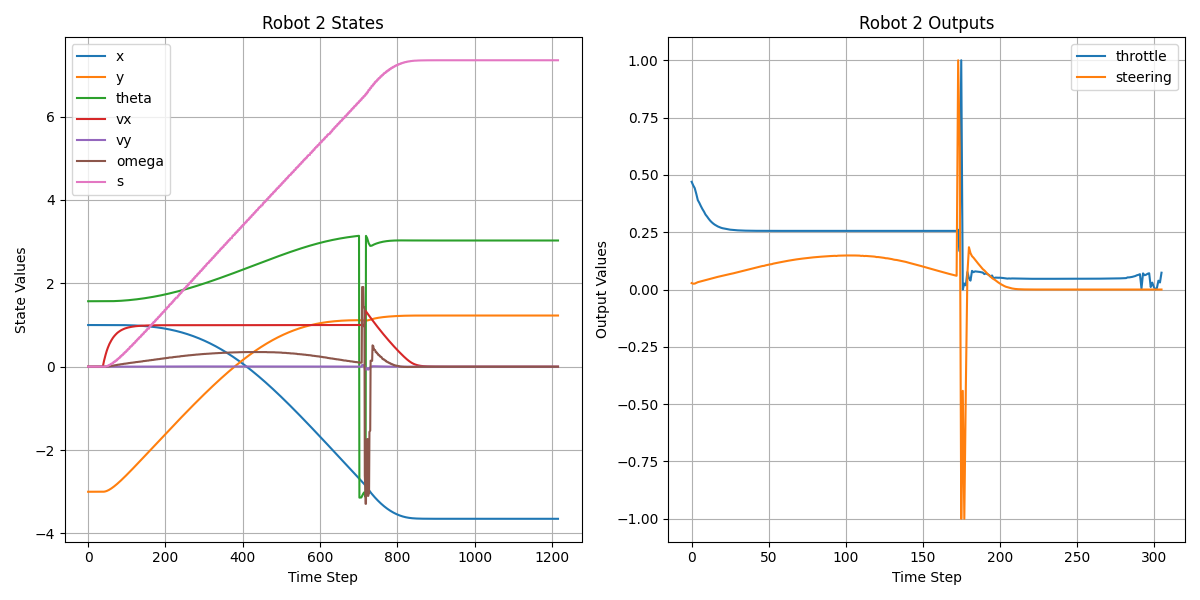 Robot 2 States
x
y
theta
vx
vy
omega
s
State Values
6
4
2
0
−2
−4
0 200 400 600 800 1000 1200
Time Step
Robot 2 Outputs
throttle
steering
Output Values
1.00
0.75
0.50
0.25
0.00
−0.25
−0.50
−0.75
−1.00
0 50 100 150 200 250 300
Time Step